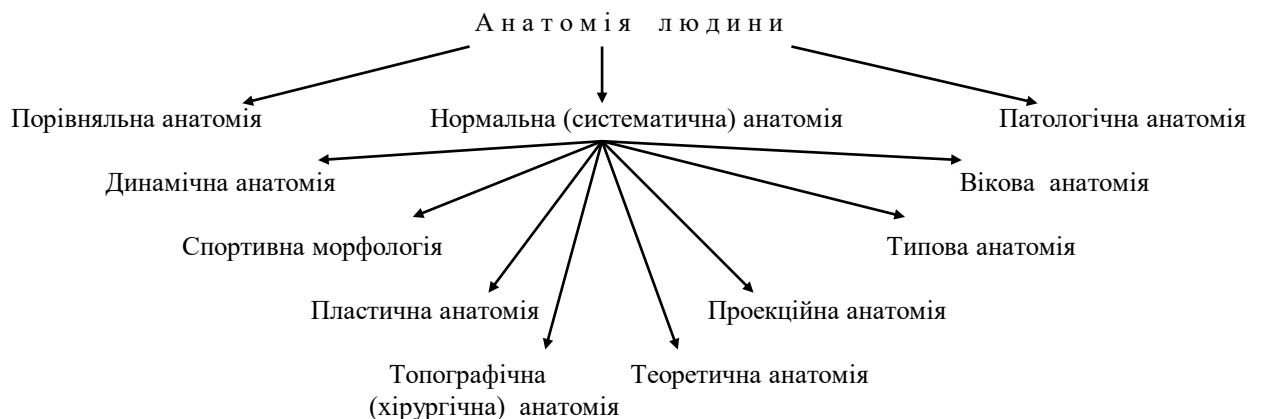 Анатомія людини
Порівняльна анатомія
Нормальна (систематична) анатомія
Патологічна анатомія
Динамічна анатомія
Вікова анатомія
Спортивна морфологія
Типова анатомія
Пластична анатомія
Проекційна анатомія
Топографічна
(хірургічна) анатомія
Теоретична анатомія